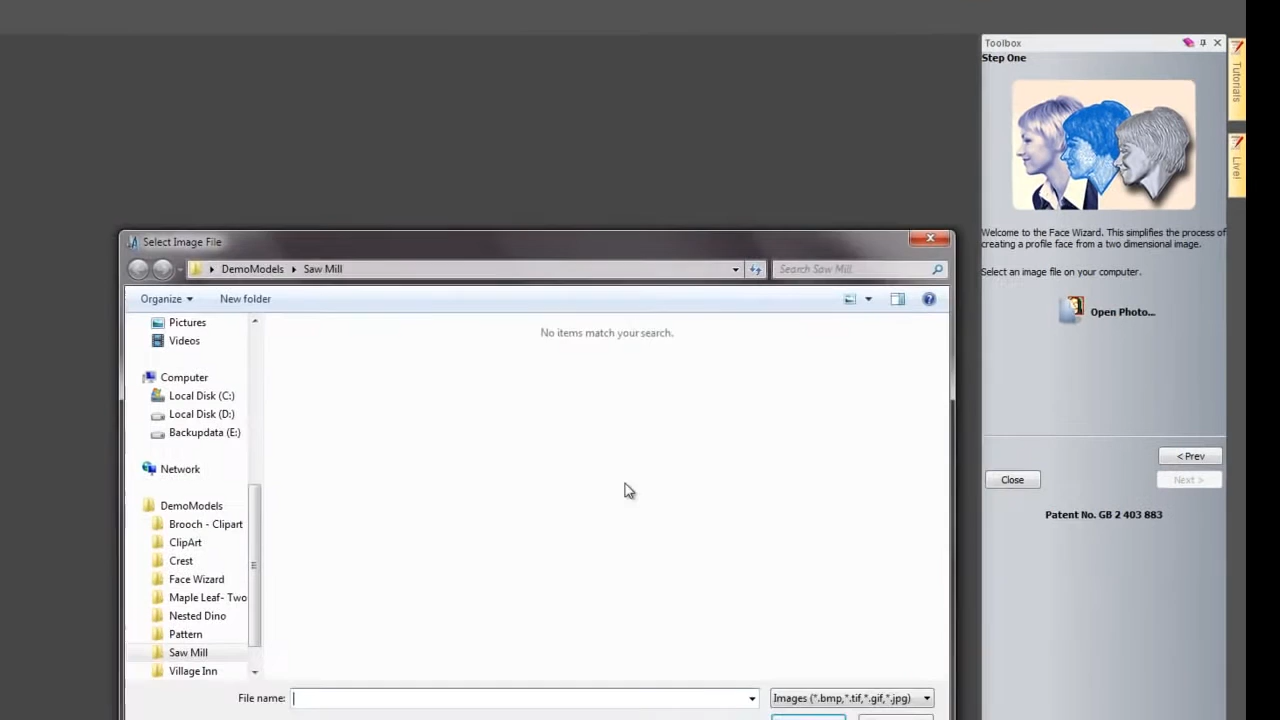 Toolbox
Step One
Tutorials
Live!
Welcome to the Face Wizard. This simplifies the process of
creating a profile face from a two dimensional image.
Select an image file on your computer.
Open Photo...
< Prev
Close
Next >
Patent No. GB 2 403 883
Select Image File
DemoModels
Saw Mill
Search Saw Mill
Organize
New folder
No items match your search.
Pictures
Videos
Computer
Local Disk (C:)
Local Disk (D:)
Backupdata (E:)
Network
DemoModels
Brooch - Clipart
ClipArt
Crest
Face Wizard
Maple Leaf- Two
Nested Dino
Pattern
Saw Mill
Village Inn
File name:
Images (*.bmp,*.tif,*.gif,*.jpg)